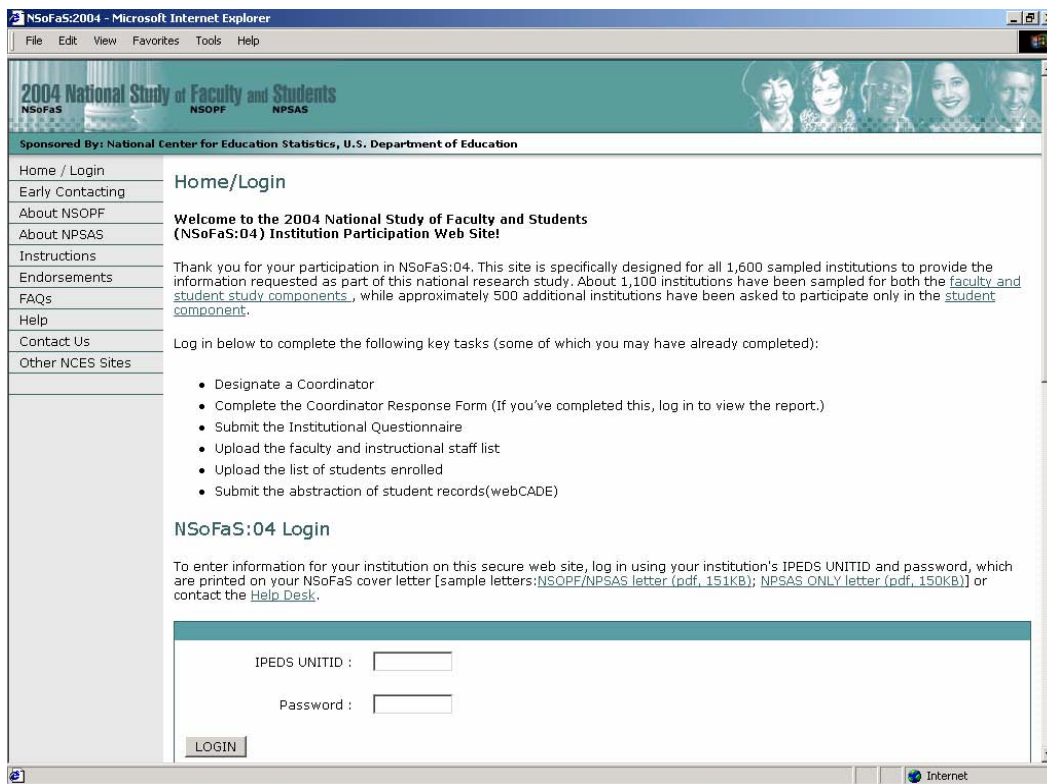 NSoFaS:2004 - Microsoft Internet Explorer
File Edit View Favorites Tools Help
2004 National Study of Faculty and Students
NSoFaS NSOPF NPSAS
Sponsored By: National Center for Education Statistics, U.S. Department of Education
Home / Login
Early Contacting
About NSOPF
About NPSAS
Instructions
Endorsements
FAQs
Help
Contact Us
Other NCES Sites
Home/Login
Welcome to the 2004 National Study of Faculty and Students
(NSoFaS:04) Institution Participation Web Site!
Thank you for your participation in NSoFaS:04. This site is specifically designed for all 1,600 sampled institutions to provide the
information requested as part of this national research study. About 1,100 institutions have been sampled for both the faculty and
student study components , while approximately 500 additional institutions have been asked to participate only in the student
component.
Log in below to complete the following key tasks (some of which you may have already completed):
• Designate a Coordinator
• Complete the Coordinator Response Form (If you've completed this, log in to view the report.)
• Submit the Institutional Questionnaire
• Upload the faculty and instructional staff list
• Upload the list of students enrolled
• Submit the abstraction of student records(webCADE)
NSoFaS:04 Login
To enter information for your institution on this secure web site, log in using your institution's IPEDS UNITID and password, which
are printed on your NSoFaS cover letter [sample letters:NSOPF/NPSAS letter (pdf, 151KB); NPSAS ONLY letter (pdf, 150KB)] or
contact the Help Desk.
IPEDS UNITID :
Password :
LOGIN
Internet